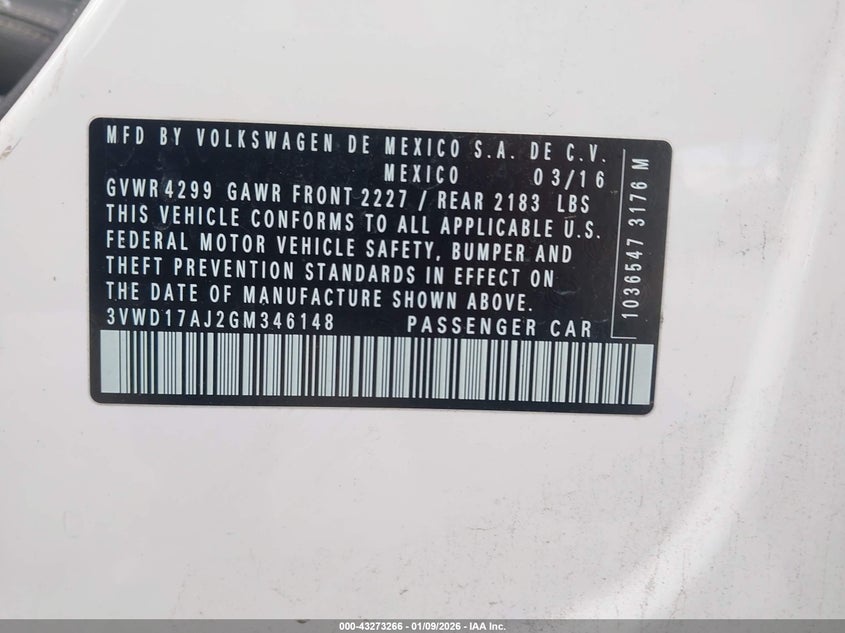 MFD BY VOLKSWAGEN DE MEXICO S.A. DE C.V.
MEXICO 03/16
GVWR 4299 GAWR FRONT 2227 / REAR 2183 LBS
THIS VEHICLE CONFORMS TO ALL APPLICABLE U.S.
FEDERAL MOTOR VEHICLE SAFETY, BUMPER AND
THEFT PREVENTION STANDARDS IN EFFECT ON
THE DATE OF MANUFACTURE SHOWN ABOVE.
3VWD17AJ2GM346148 PASSENGER CAR
1036547 3176 M
000-43273266 - 01/09/2026 - IAA Inc.